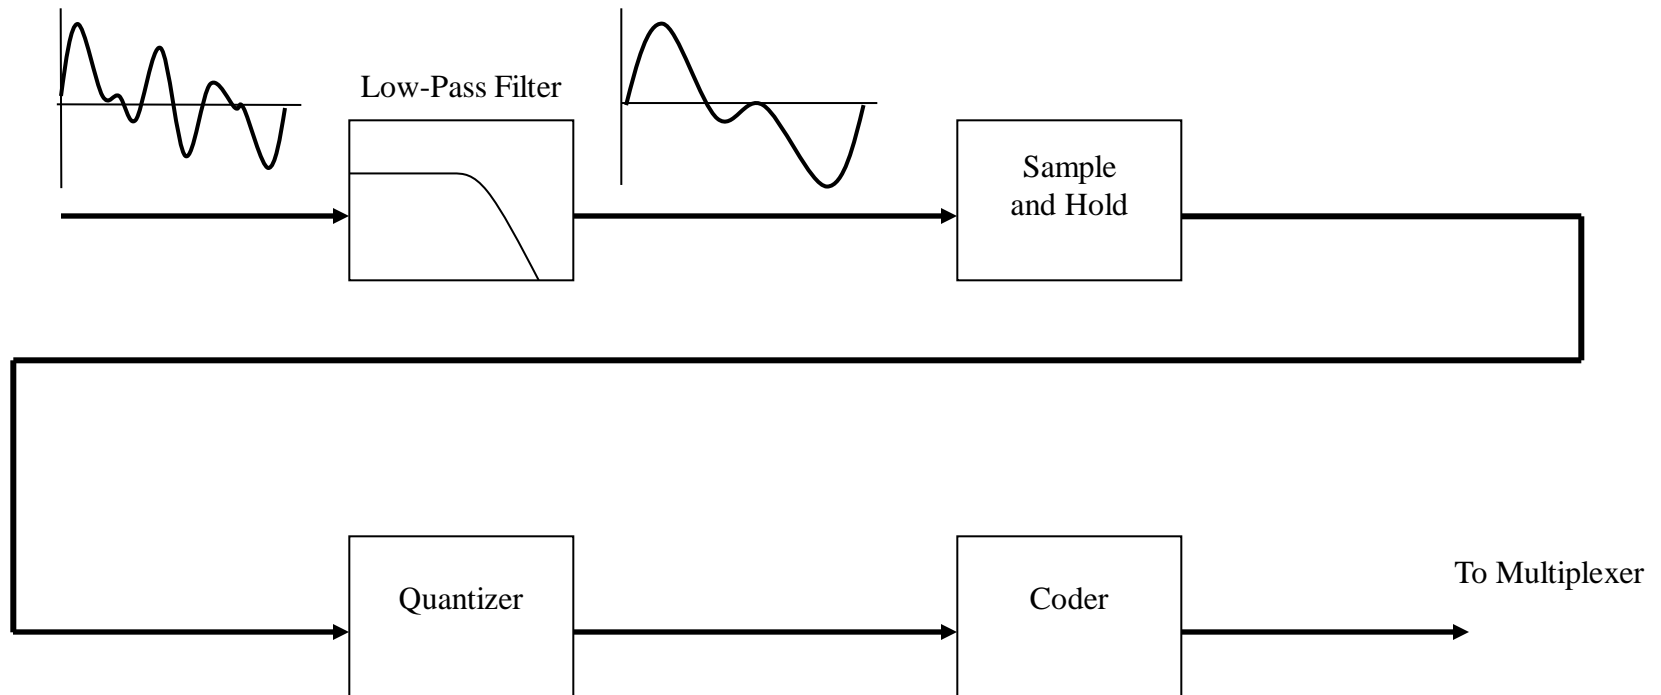 Low-Pass Filter
Sample
and Hold
Quantizer
Coder
To Multiplexer